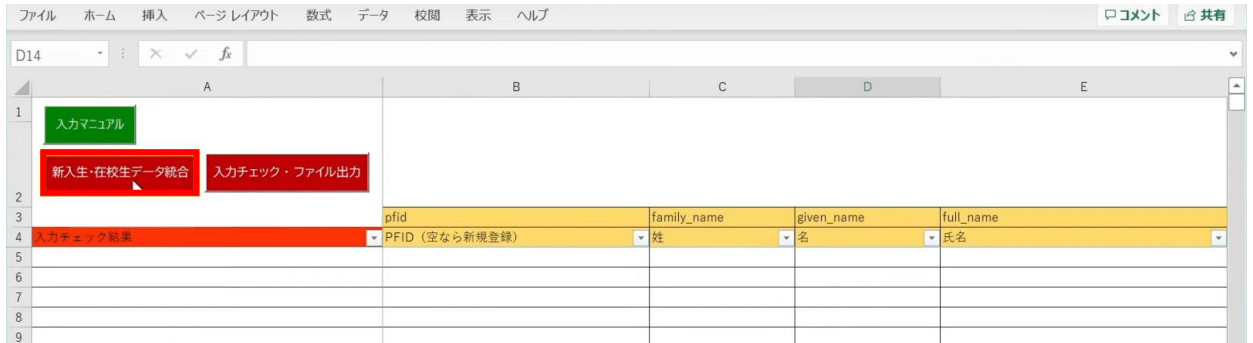 ファイル ホーム 挿入 ページ レイアウト 数式 データ 校閲 表示 ヘルプ コメント 共有
D14 fx
A B C D E
1
入力マニュアル
新入生・在校生データ統合 入力チェック・ファイル出力
2
3 pfid family_name given_name full_name
4 入力チェック結果 PFID（空なら新規登録） 姓 名 氏名
5
6
7
8
9